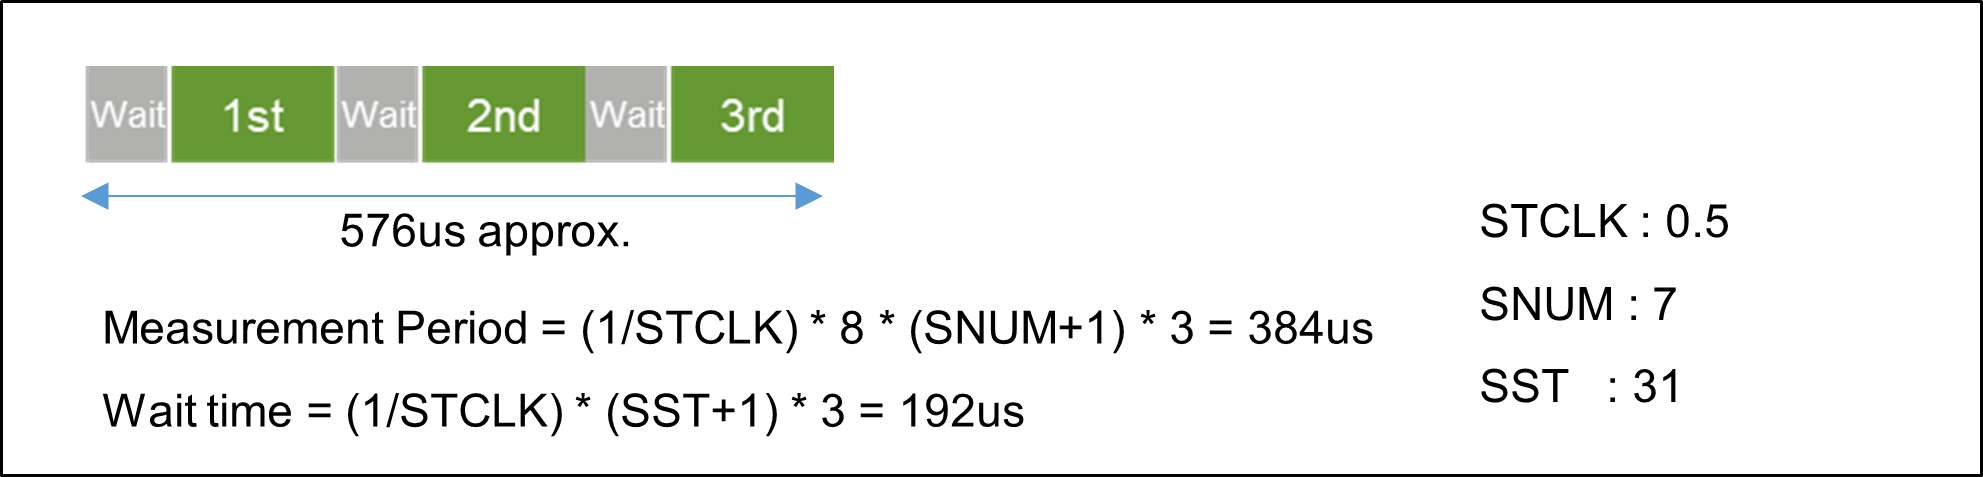 Wait 1st Wait 2nd Wait 3rd
576us approx.
STCLK : 0.5
SNUM : 7
SST : 31
Measurement Period = (1/STCLK) * 8 * (SNUM+1) * 3 = 384us
Wait time = (1/STCLK) * (SST+1) * 3 = 192us